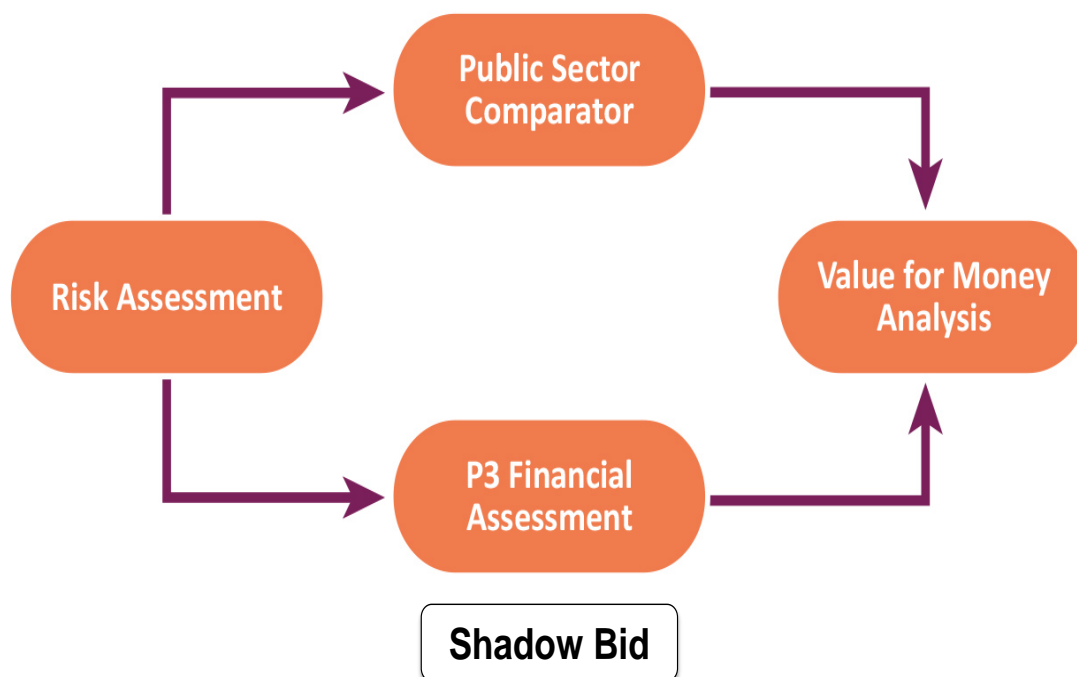 Public Sector
Comparator
Risk Assessment
Value for Money
Analysis
P3 Financial
Assessment
Shadow Bid